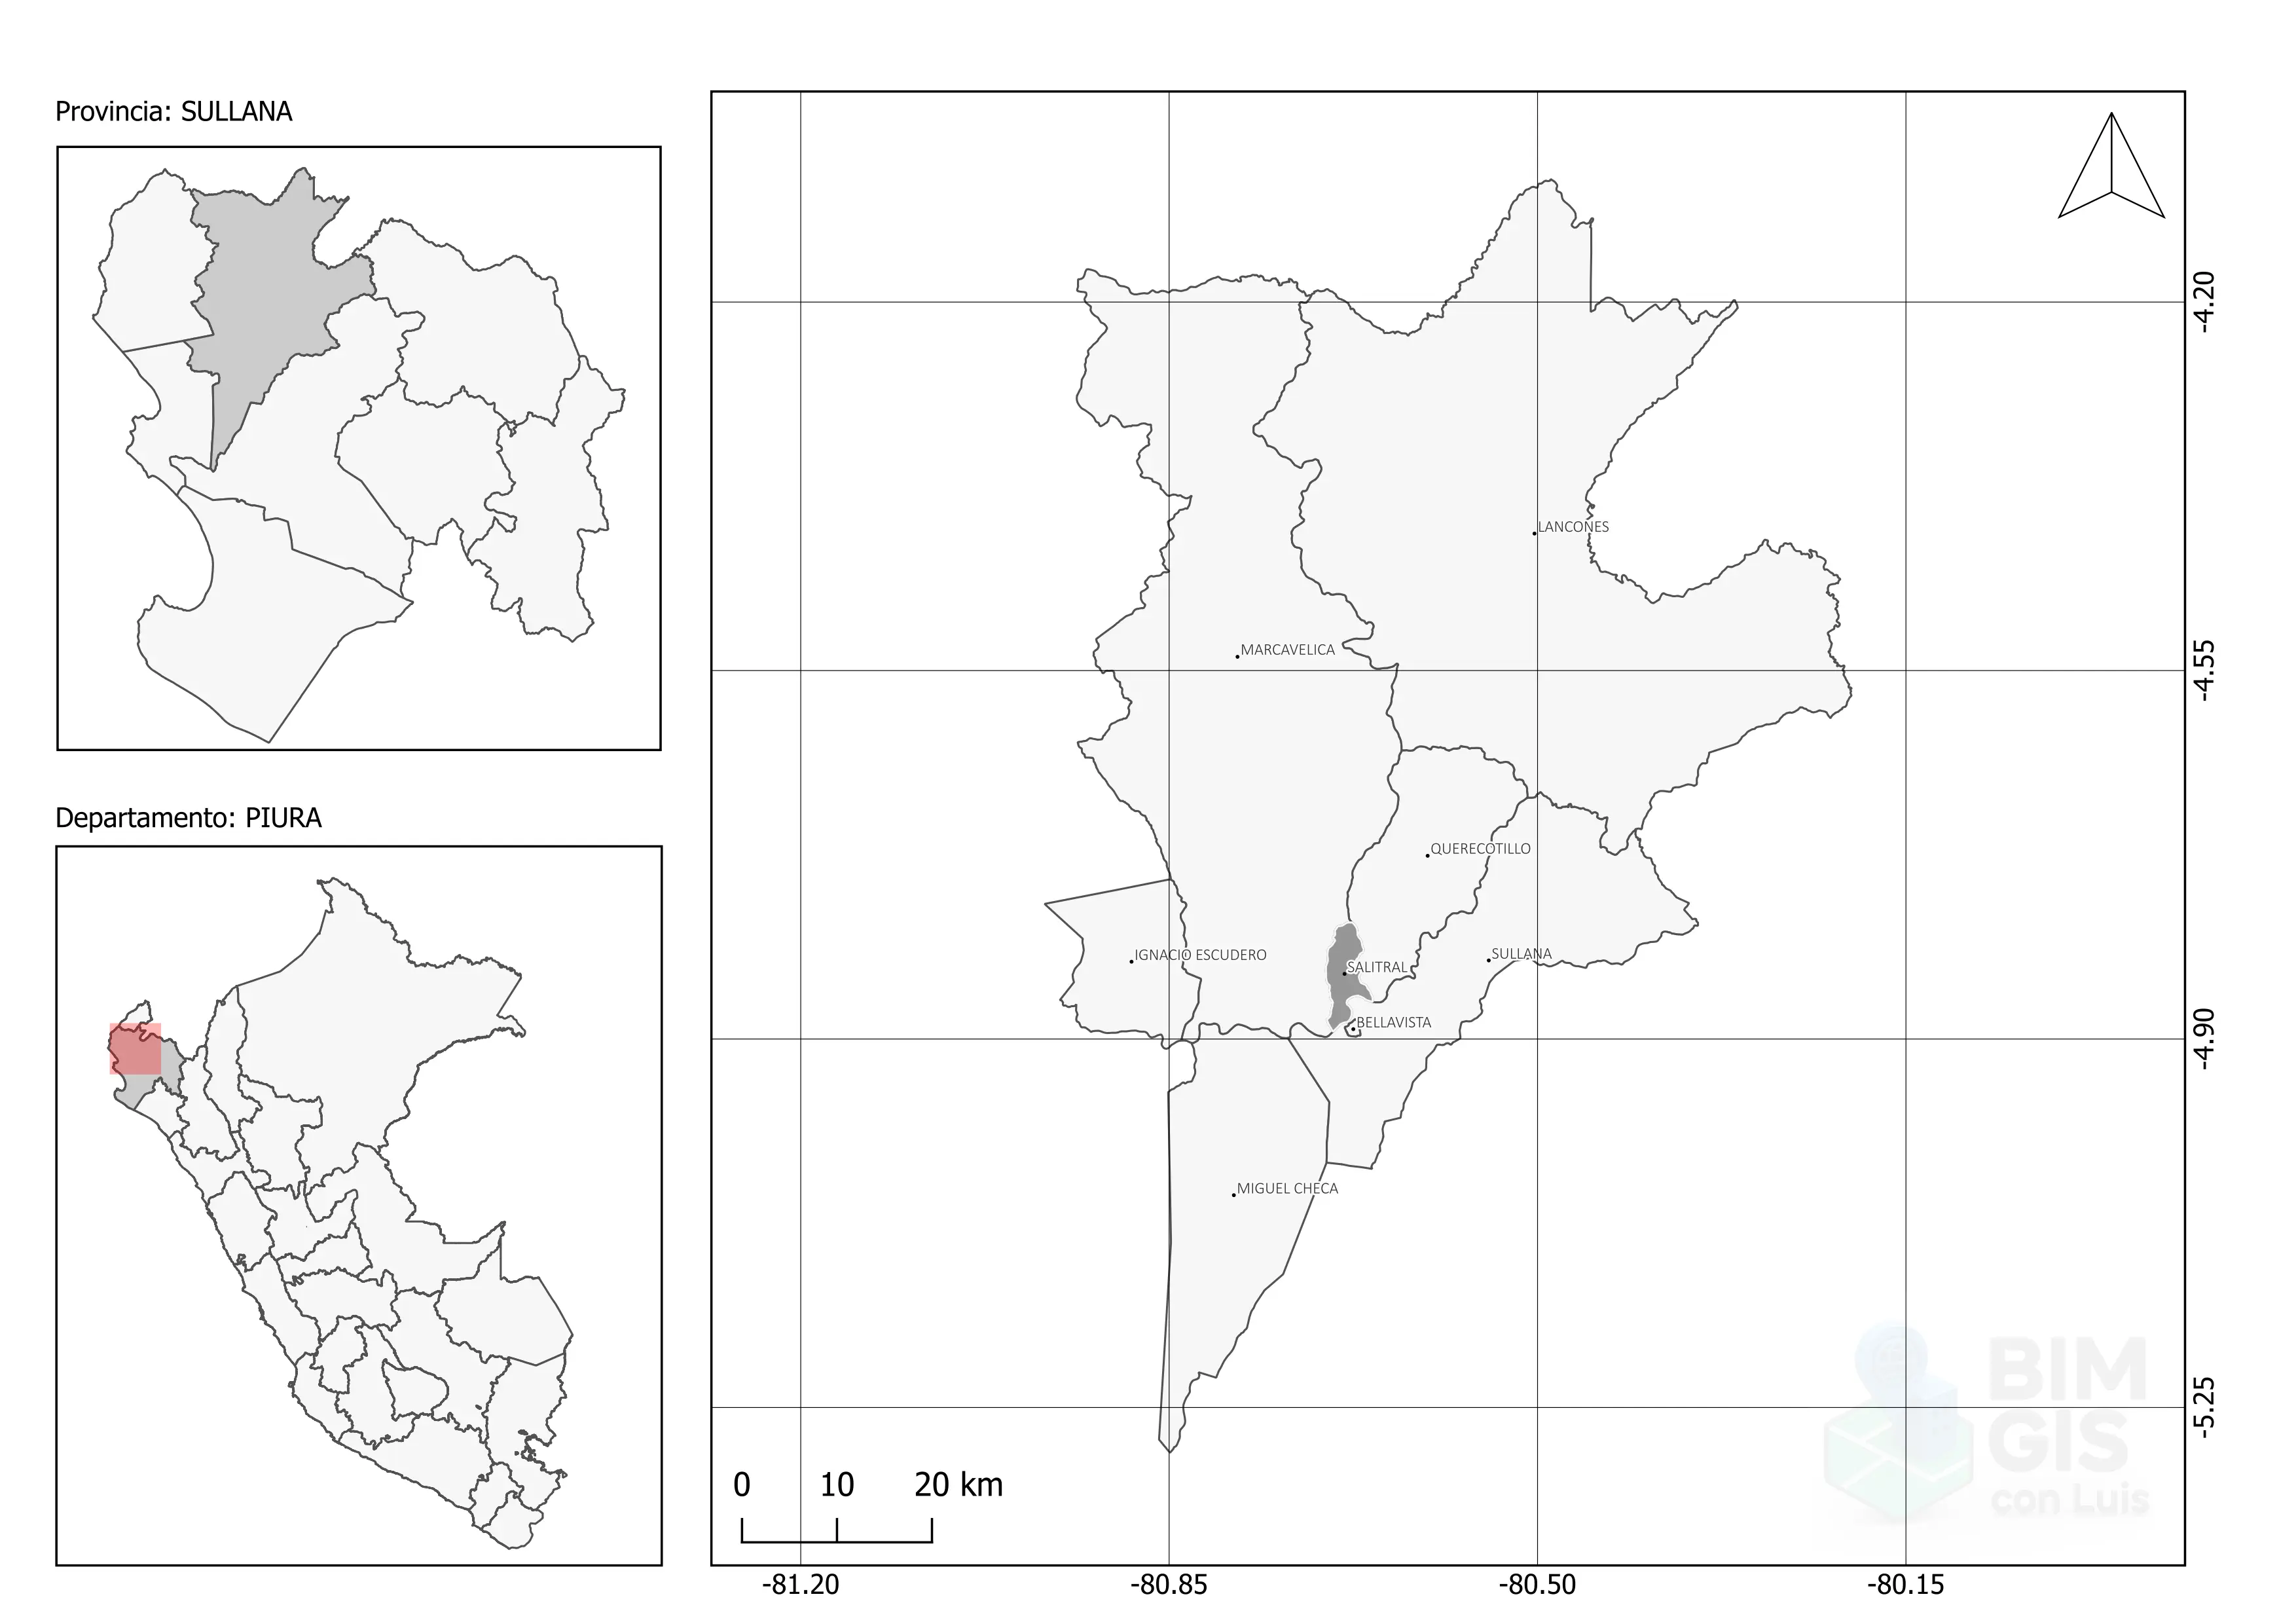 Provincia: SULLANA
Departamento: PIURA
LANCONES
MARCAVELICA
QUERECOTILLO
IGNACIO ESCUDERO
SULLANA
SALITRAL
BELLAVISTA
MIGUEL CHECA
-4.20
-4.55
-4.90
-5.25
0 10 20 km
-81.20 -80.85 -80.50 -80.15
BIM
GIS
con Luis